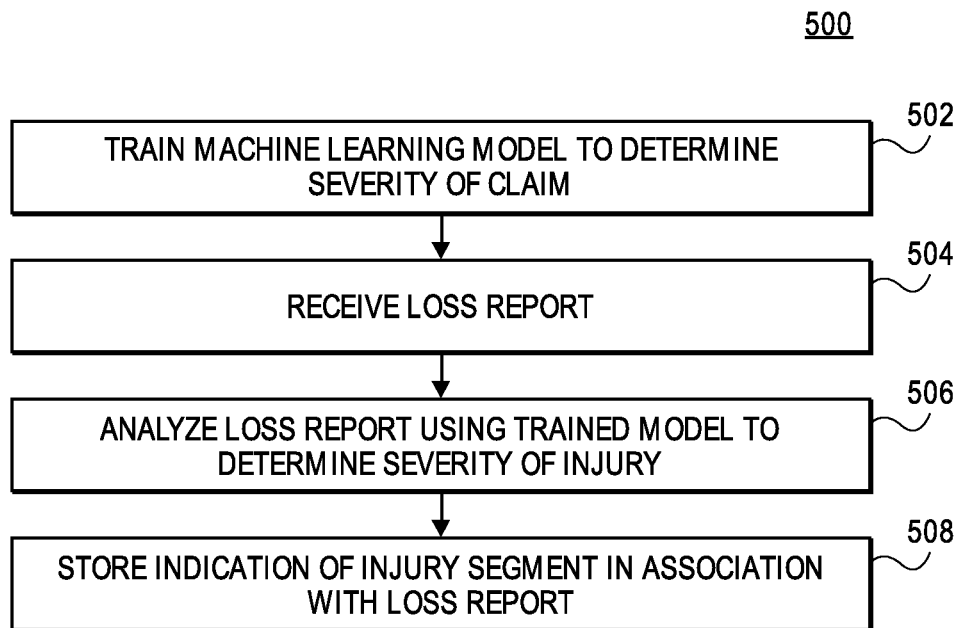 500
502
TRAIN MACHINE LEARNING MODEL TO DETERMINE
SEVERITY OF CLAIM
504
RECEIVE LOSS REPORT
506
ANALYZE LOSS REPORT USING TRAINED MODEL TO
DETERMINE SEVERITY OF INJURY
508
STORE INDICATION OF INJURY SEGMENT IN ASSOCIATION
WITH LOSS REPORT